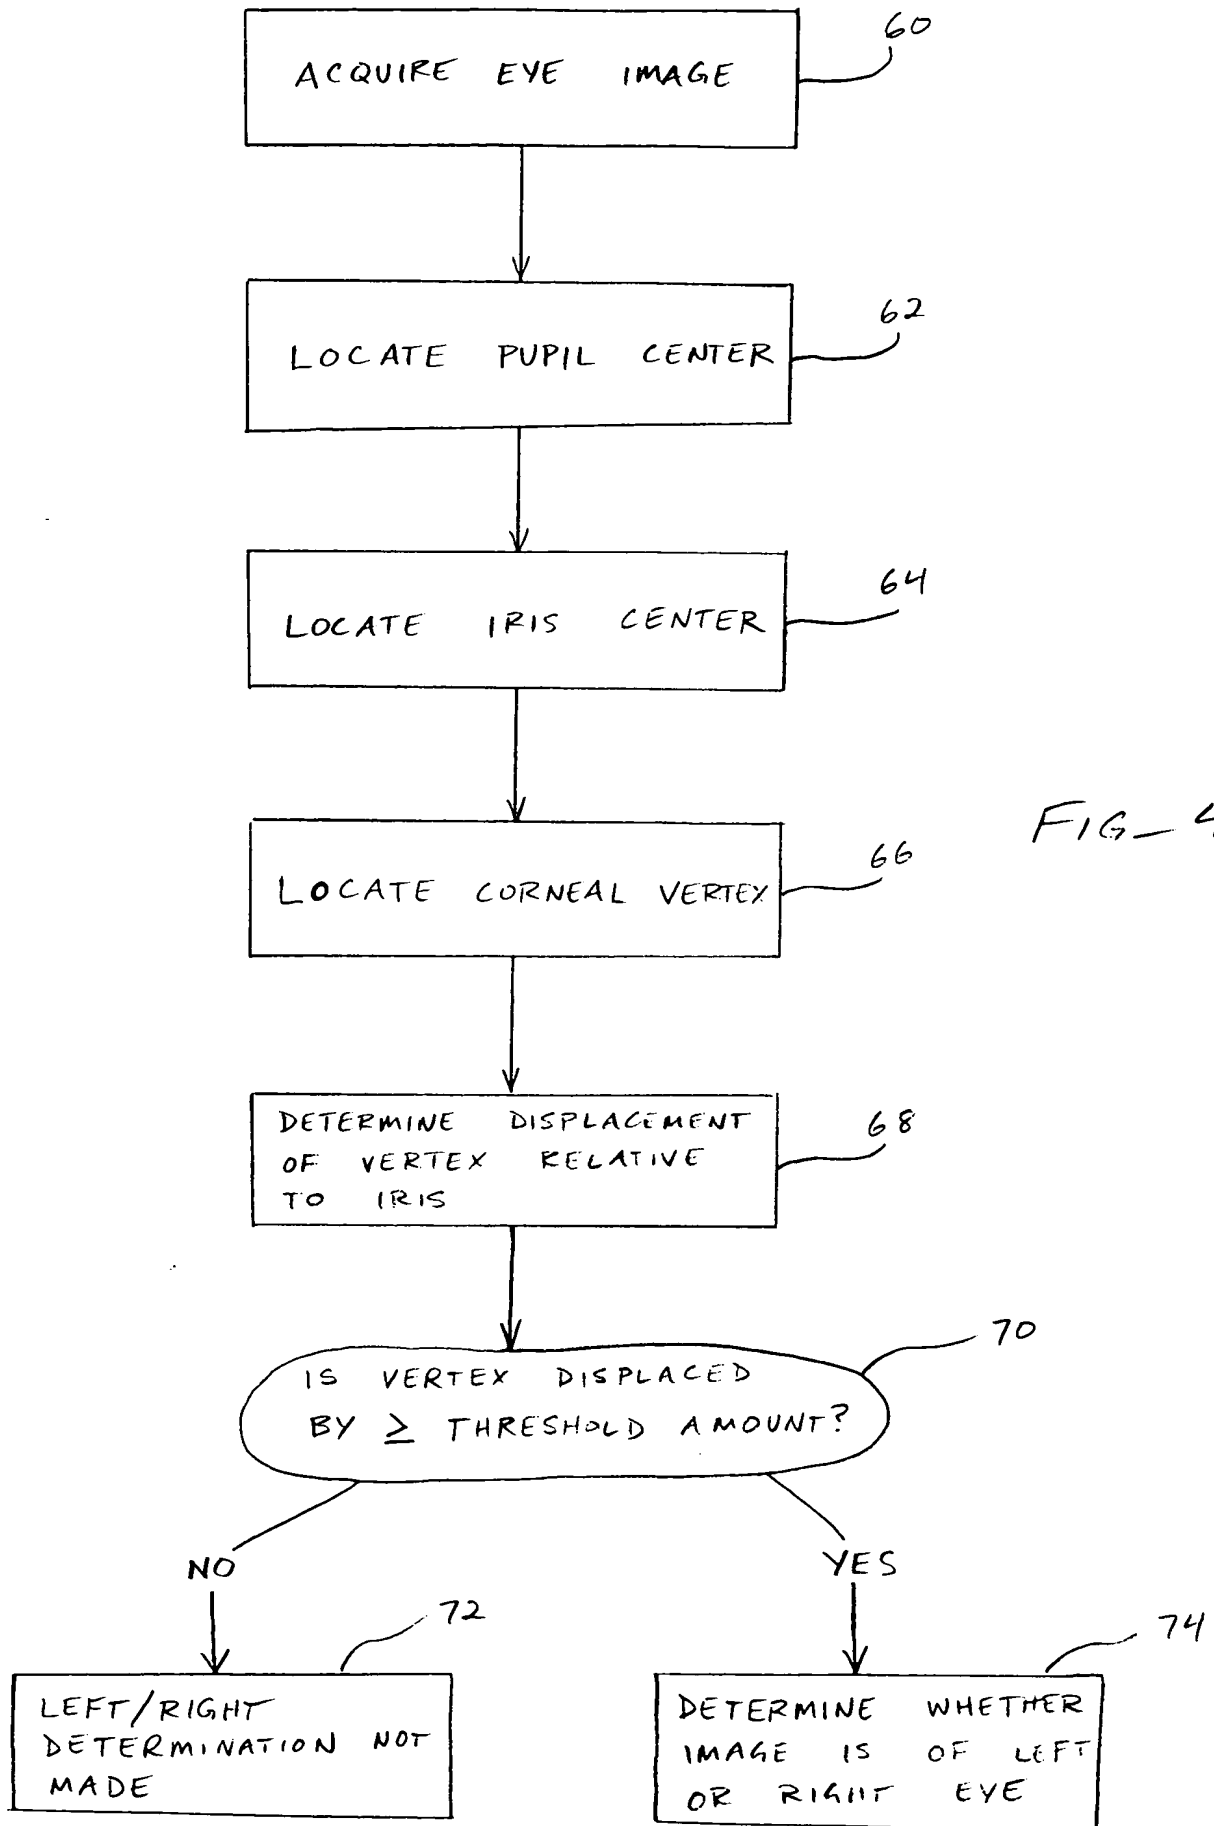 60
ACQUIRE EYE IMAGE
62
LOCATE PUPIL CENTER
64
LOCATE IRIS CENTER
FIG_ 4
66
LOCATE CORNEAL VERTEX
68
DETERMINE DISPLACEMENT
OF VERTEX RELATIVE
TO IRIS
70
IS VERTEX DISPLACED
BY ≥ THRESHOLD AMOUNT?
NO
YES
72
74
LEFT/RIGHT
DETERMINATION NOT
MADE
DETERMINE WHETHER
IMAGE IS OF LEFT
OR RIGHT EYE